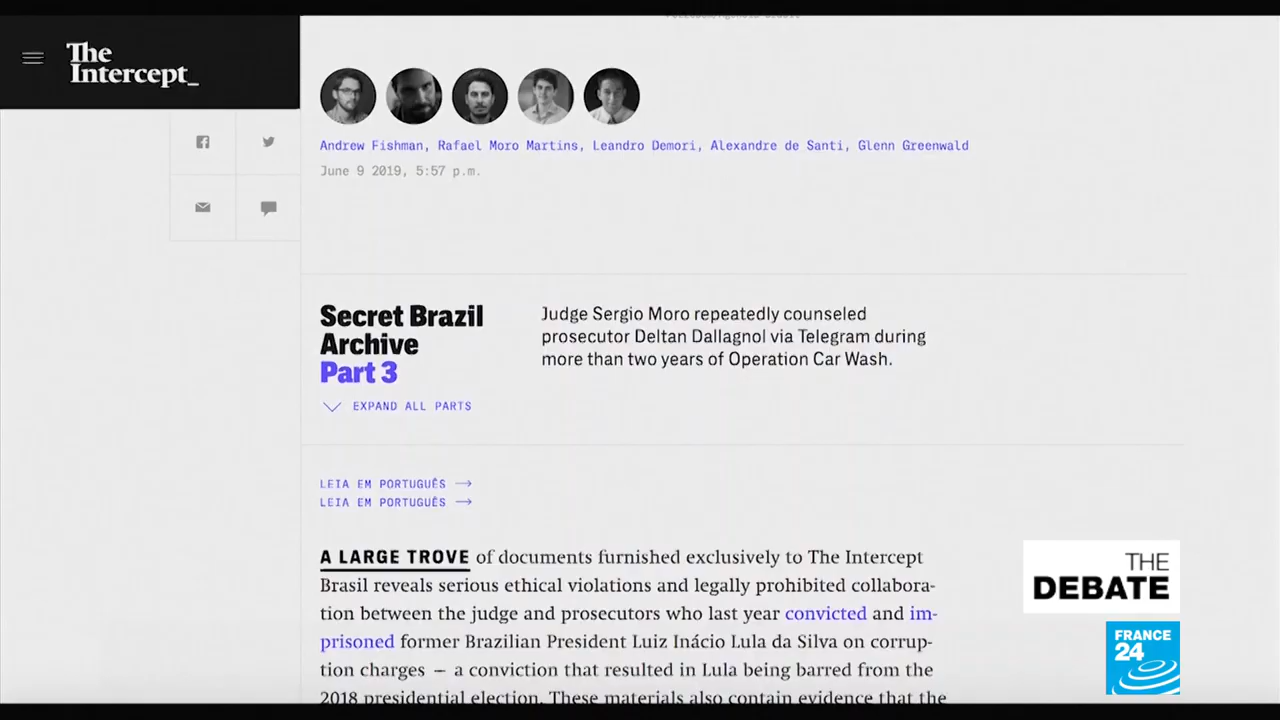 The
Intercept_
Andrew Fishman, Rafael Moro Martins, Leandro Demori, Alexandre de Santi, Glenn Greenwald
June 9 2019, 5:57 p.m.
Secret Brazil
Archive
Part 3
EXPAND ALL PARTS
Judge Sergio Moro repeatedly counseled
prosecutor Deltan Dallagnol via Telegram during
more than two years of Operation Car Wash.
LEIA EM PORTUGUÊS
LEIA EM PORTUGUÊS
A LARGE TROVE of documents furnished exclusively to The Intercept
Brasil reveals serious ethical violations and legally prohibited collabora-
tion between the judge and prosecutors who last year convicted and im-
prisoned former Brazilian President Luiz Inácio Lula da Silva on corrup-
tion charges – a conviction that resulted in Lula being barred from the
2018 presidential election. These materials also contain evidence that the
THE
DEBATE
FRANCE
24